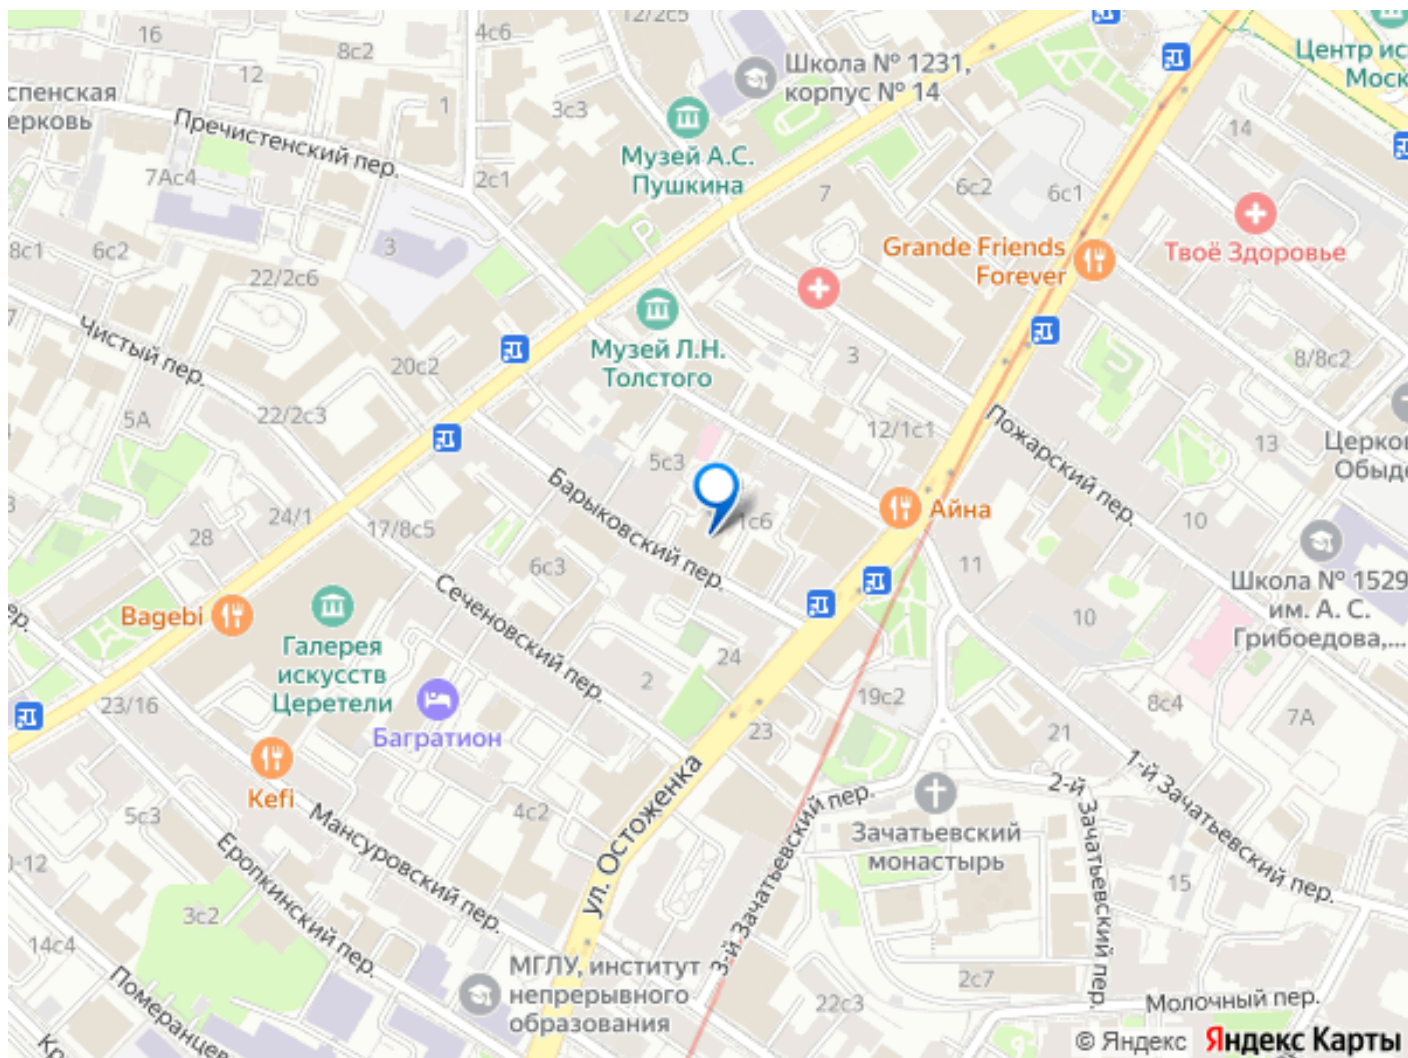 12/2с5
16
4с6
8с2
12
Школа № 1231,
корпус № 14
Центр ис
Моск
спенская
ерковь
1
3с3
14
Пречистенский пер.
Музей А.С.
Пушкина
7Ас4
2с1
7
6с2
6с1
3
8с1
6с2
22/2с6
Grande Friends
Forever
Твоё Здоровье
Чистый пер.
Музей Л.Н.
Толстого
3
8/8с2
20с2
5А
22/2с3
12/1с1
Пожарский пер.
13
Церков
Обыде
5с3
Барыковский пер.
1с6
Айна
10
24/1
17/8с5
28
6с3
11
Школа № 1529
им. А. С.
Грибоедова,...
Сеченовский пер.
Bagebi
10
ер.
Галерея
искусств
Церетели
24
2
19с2
8с4
7А
23/16
Багратион
23
21
1-й Зачатьевский пер.
Kefi
ул. Остоженка
3-й Зачатьевский пер.
2-й Зачатьевский пер.
5с3
4с2
Зачатьевский
монастырь
Мансуровский пер.
0-12
Еропкинский пер.
15
3с2
14с4
МГЛУ, институт
непрерывного
образования
2с7
22с3
Молочный пер.
Померанцев
Кр
© Яндекс Яндекс Карты